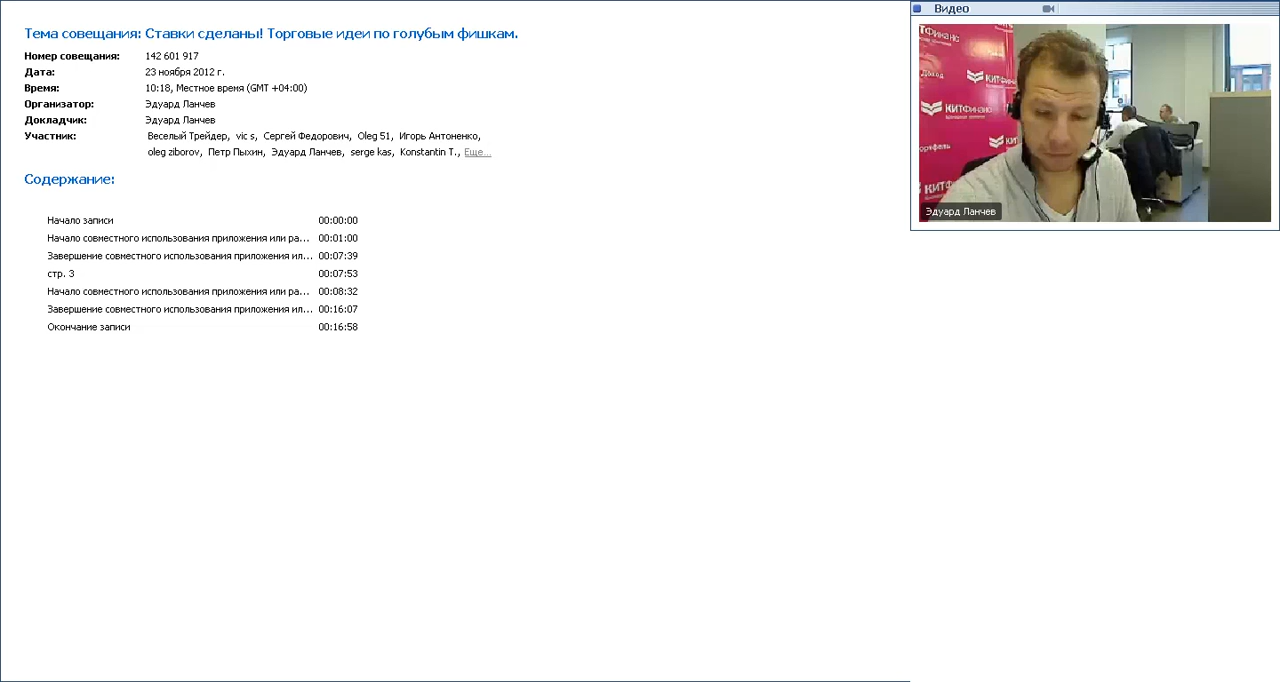 Тема совещания: Ставки сделаны! Торговые идеи по голубым фишкам.
Номер совещания: 142 601 917
Дата: 23 ноября 2012 г.
Время: 10:18, Местное время (GMT +04:00)
Организатор: Эдуард Ланчев
Докладчик: Эдуард Ланчев
Участник: Веселый Трейдер, vic s, Сергей Федорович, Oleg 51, Игорь Антоненко,
oleg ziborov, Петр Пыхин, Эдуард Ланчев, serge kas, Konstantin T., Еще...
Содержание:
Начало записи 00:00:00
Начало совместного использования приложения или ра... 00:01:00
Завершение совместного использования приложения ил... 00:07:39
стр. 3 00:07:53
Начало совместного использования приложения или ра... 00:08:32
Завершение совместного использования приложения ил... 00:16:07
Окончание записи 00:16:58
Видео
КИТФинанс
Эдуард Ланчев